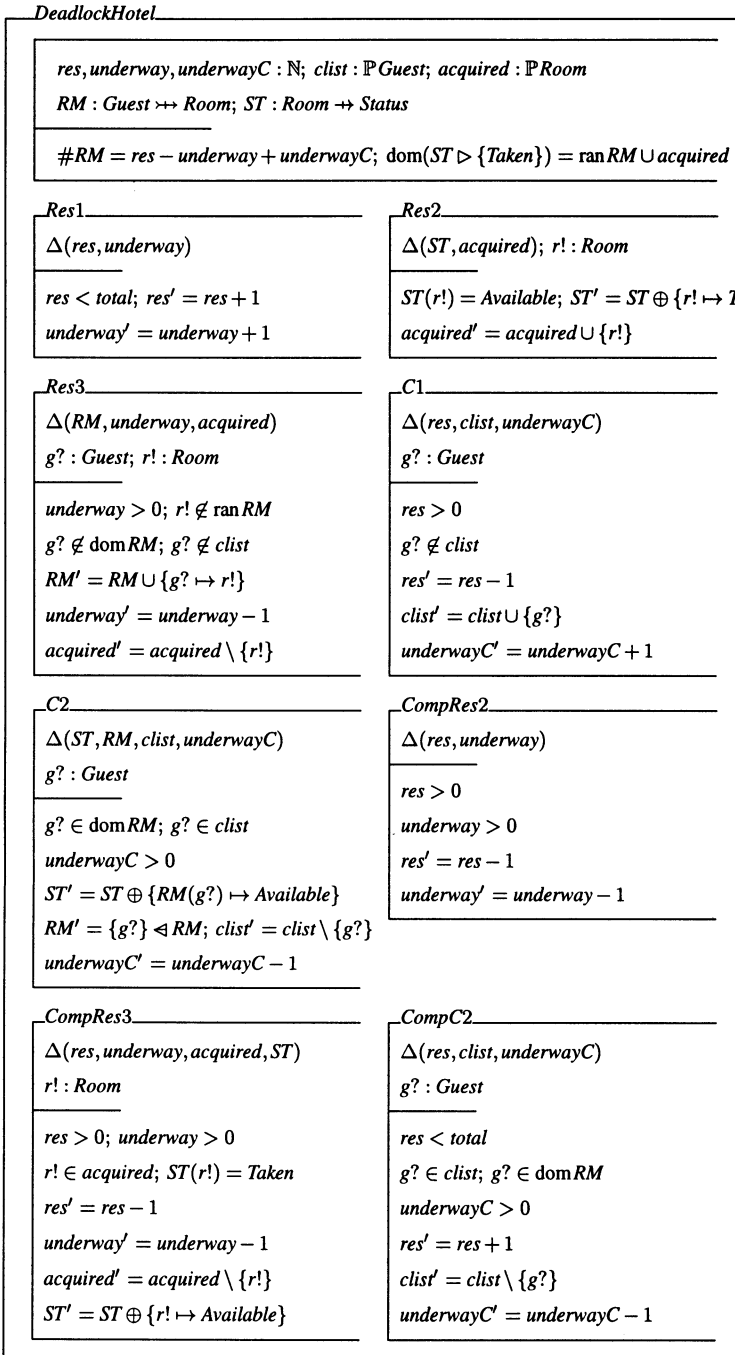 DeadlockHotel
res, underway, underwayC : ℕ; clist : ℙ Guest; acquired : ℙ Room
RM : Guest ⤔ Room; ST : Room ⇸ Status
#RM = res − underway + underwayC; dom(ST ▷ {Taken}) = ran RM ∪ acquired
Res1
Δ(res, underway)
res < total; res′ = res + 1
underway′ = underway + 1
Res2
Δ(ST, acquired); r! : Room
ST(r!) = Available; ST′ = ST ⊕ {r! ↦ T
acquired′ = acquired ∪ {r!}
Res3
Δ(RM, underway, acquired)
g? : Guest; r! : Room
underway > 0; r! ∉ ran RM
g? ∉ dom RM; g? ∉ clist
RM′ = RM ∪ {g? ↦ r!}
underway′ = underway − 1
acquired′ = acquired \ {r!}
C1
Δ(res, clist, underwayC)
g? : Guest
res > 0
g? ∉ clist
res′ = res − 1
clist′ = clist ∪ {g?}
underwayC′ = underwayC + 1
C2
Δ(ST, RM, clist, underwayC)
g? : Guest
g? ∈ dom RM; g? ∈ clist
underwayC > 0
ST′ = ST ⊕ {RM(g?) ↦ Available}
RM′ = {g?} ⩤ RM; clist′ = clist \ {g?}
underwayC′ = underwayC − 1
CompRes2
Δ(res, underway)
res > 0
underway > 0
res′ = res − 1
underway′ = underway − 1
CompRes3
Δ(res, underway, acquired, ST)
r! : Room
res > 0; underway > 0
r! ∈ acquired; ST(r!) = Taken
res′ = res − 1
underway′ = underway − 1
acquired′ = acquired \ {r!}
ST′ = ST ⊕ {r! ↦ Available}
CompC2
Δ(res, clist, underwayC)
g? : Guest
res < total
g? ∈ clist; g? ∈ dom RM
underwayC > 0
res′ = res + 1
clist′ = clist \ {g?}
underwayC′ = underwayC − 1